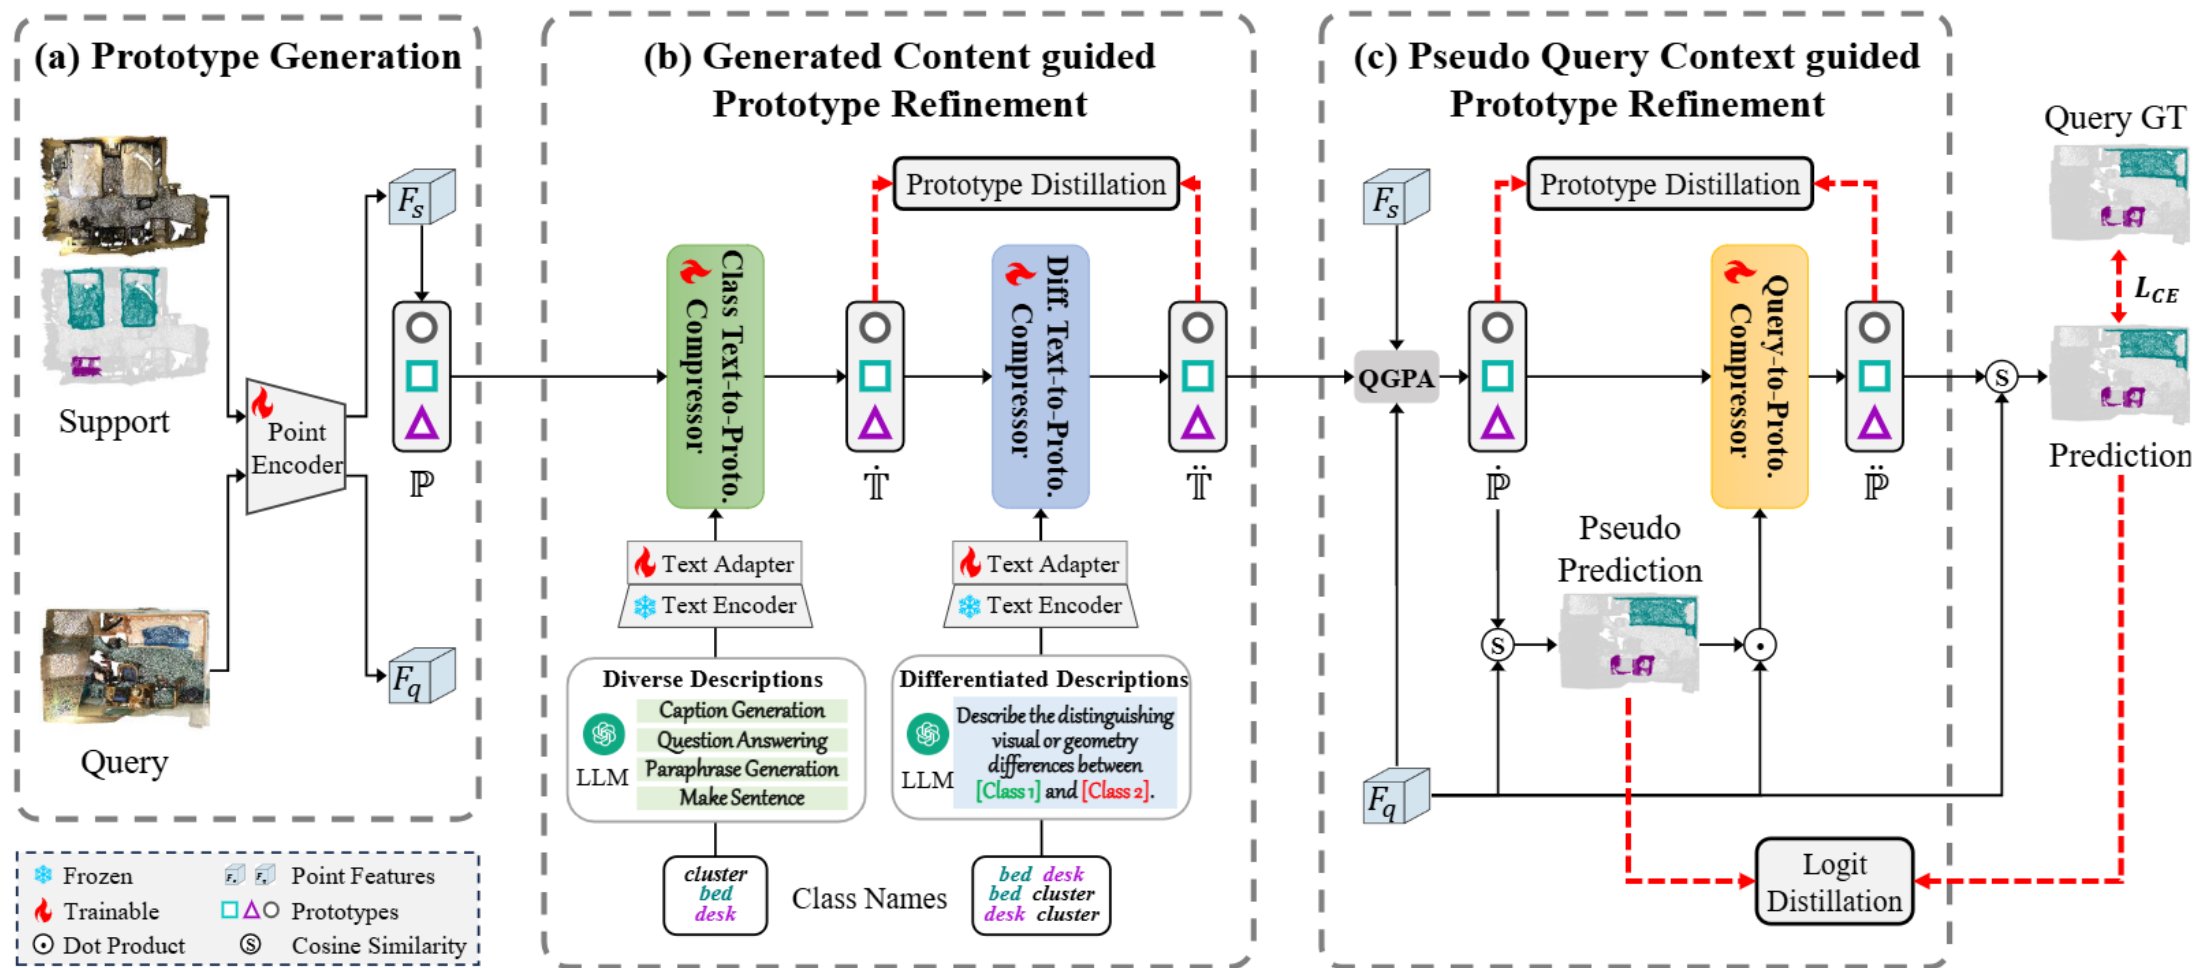 (a) Prototype Generation
Support
Query
Point
Encoder
Fs
ℙ
Fq
Frozen
Trainable
Dot Product
Fs Fq Point Features
Prototypes
S Cosine Similarity
(b) Generated Content guided
Prototype Refinement
Prototype Distillation
Class Text-to-Proto.
Compressor
Ṫ
Diff. Text-to-Proto.
Compressor
T̈
Text Adapter
Text Encoder
Text Adapter
Text Encoder
Diverse Descriptions
LLM
Caption Generation
Question Answering
Paraphrase Generation
Make Sentence
Differentiated Descriptions
LLM
Describe the distinguishing
visual or geometry
differences between
[Class 1] and [Class 2].
cluster
bed
desk
Class Names
bed desk
bed cluster
desk cluster
(c) Pseudo Query Context guided
Prototype Refinement
Fs
Prototype Distillation
QGPA
Ṗ
Query-to-Proto.
Compressor
P̈
Pseudo
Prediction
S
Fq
S
Query GT
LCE
Prediction
Logit
Distillation